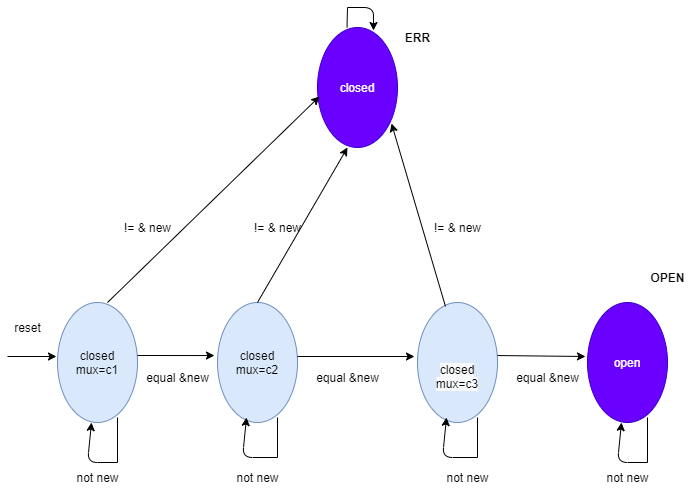 ERR
closed
!= & new
!= & new
!= & new
OPEN
reset
closed
mux=c1
closed
mux=c2
closed
mux=c3
open
equal &new
equal &new
equal &new
not new
not new
not new
not new